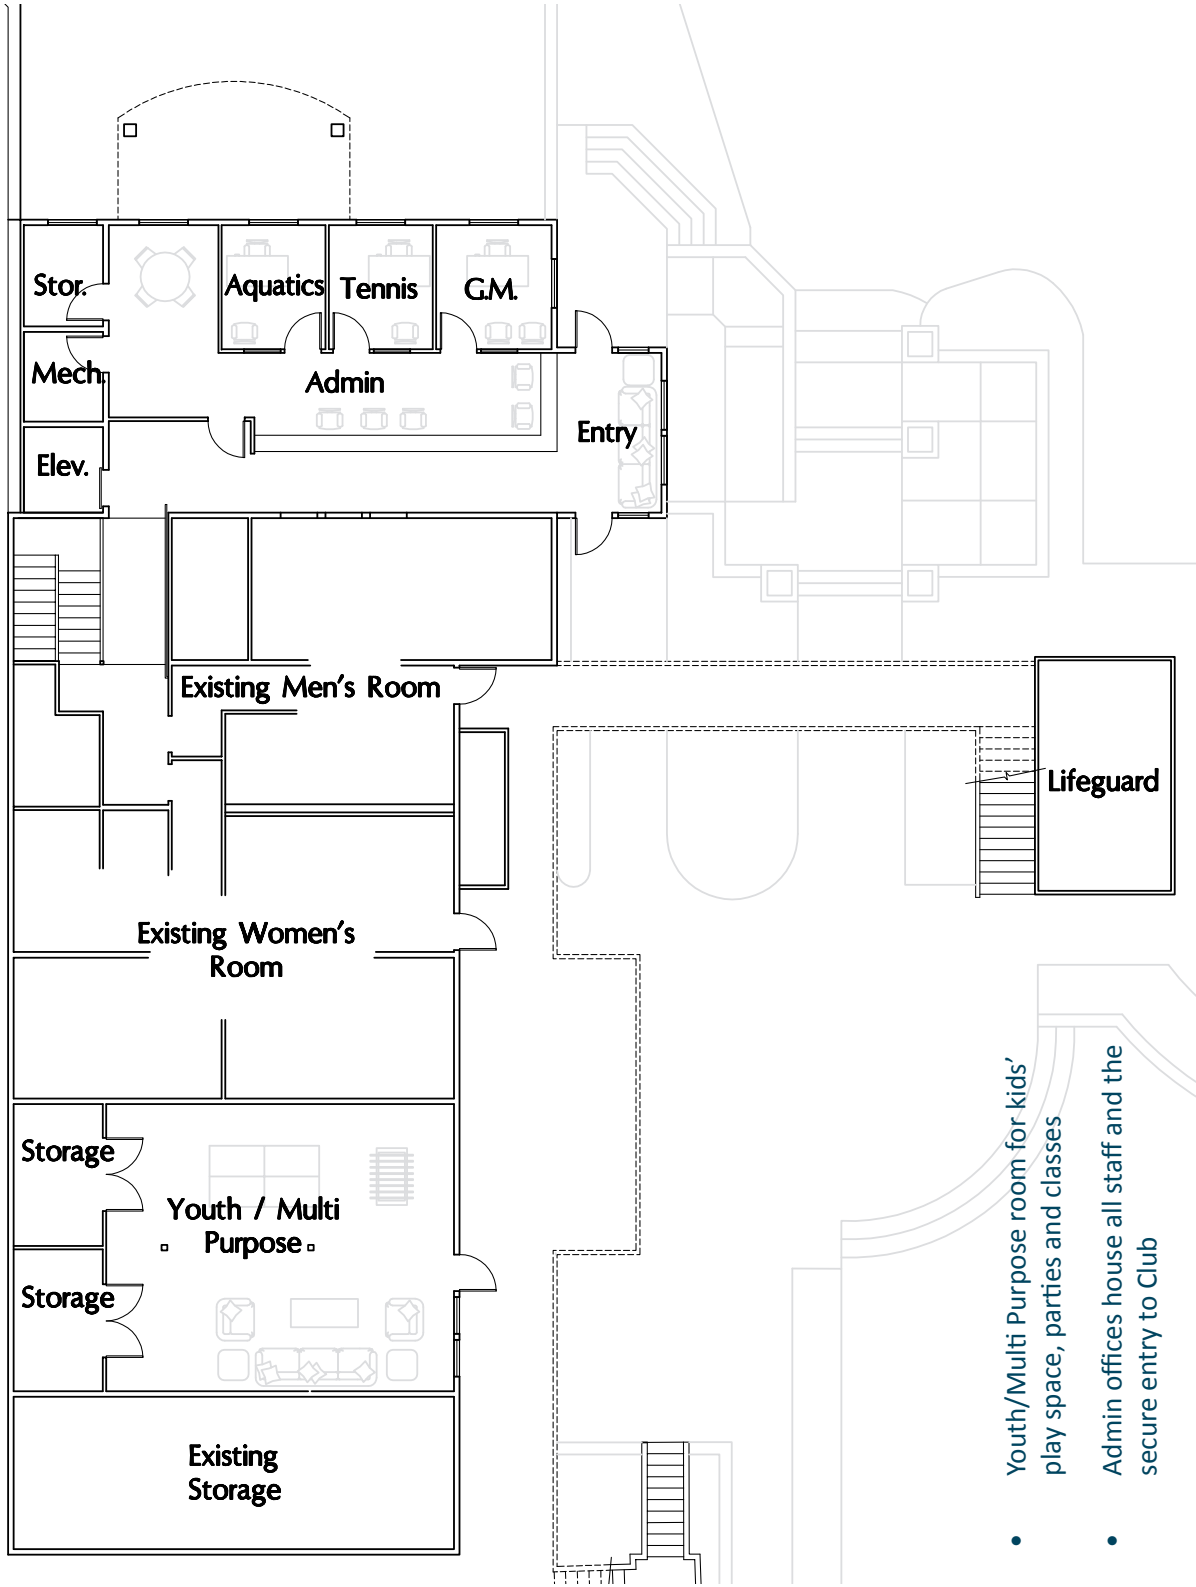 Stor.
Aquatics
Tennis
G.M.
Mech.
Admin
Entry
Elev.
Existing Men's Room
Lifeguard
Existing Women's
Room
Storage
Youth / Multi
Purpose
Storage
Existing
Storage
• Youth/Multi Purpose room for kids’
play space, parties and classes
• Admin offices house all staff and the
secure entry to Club